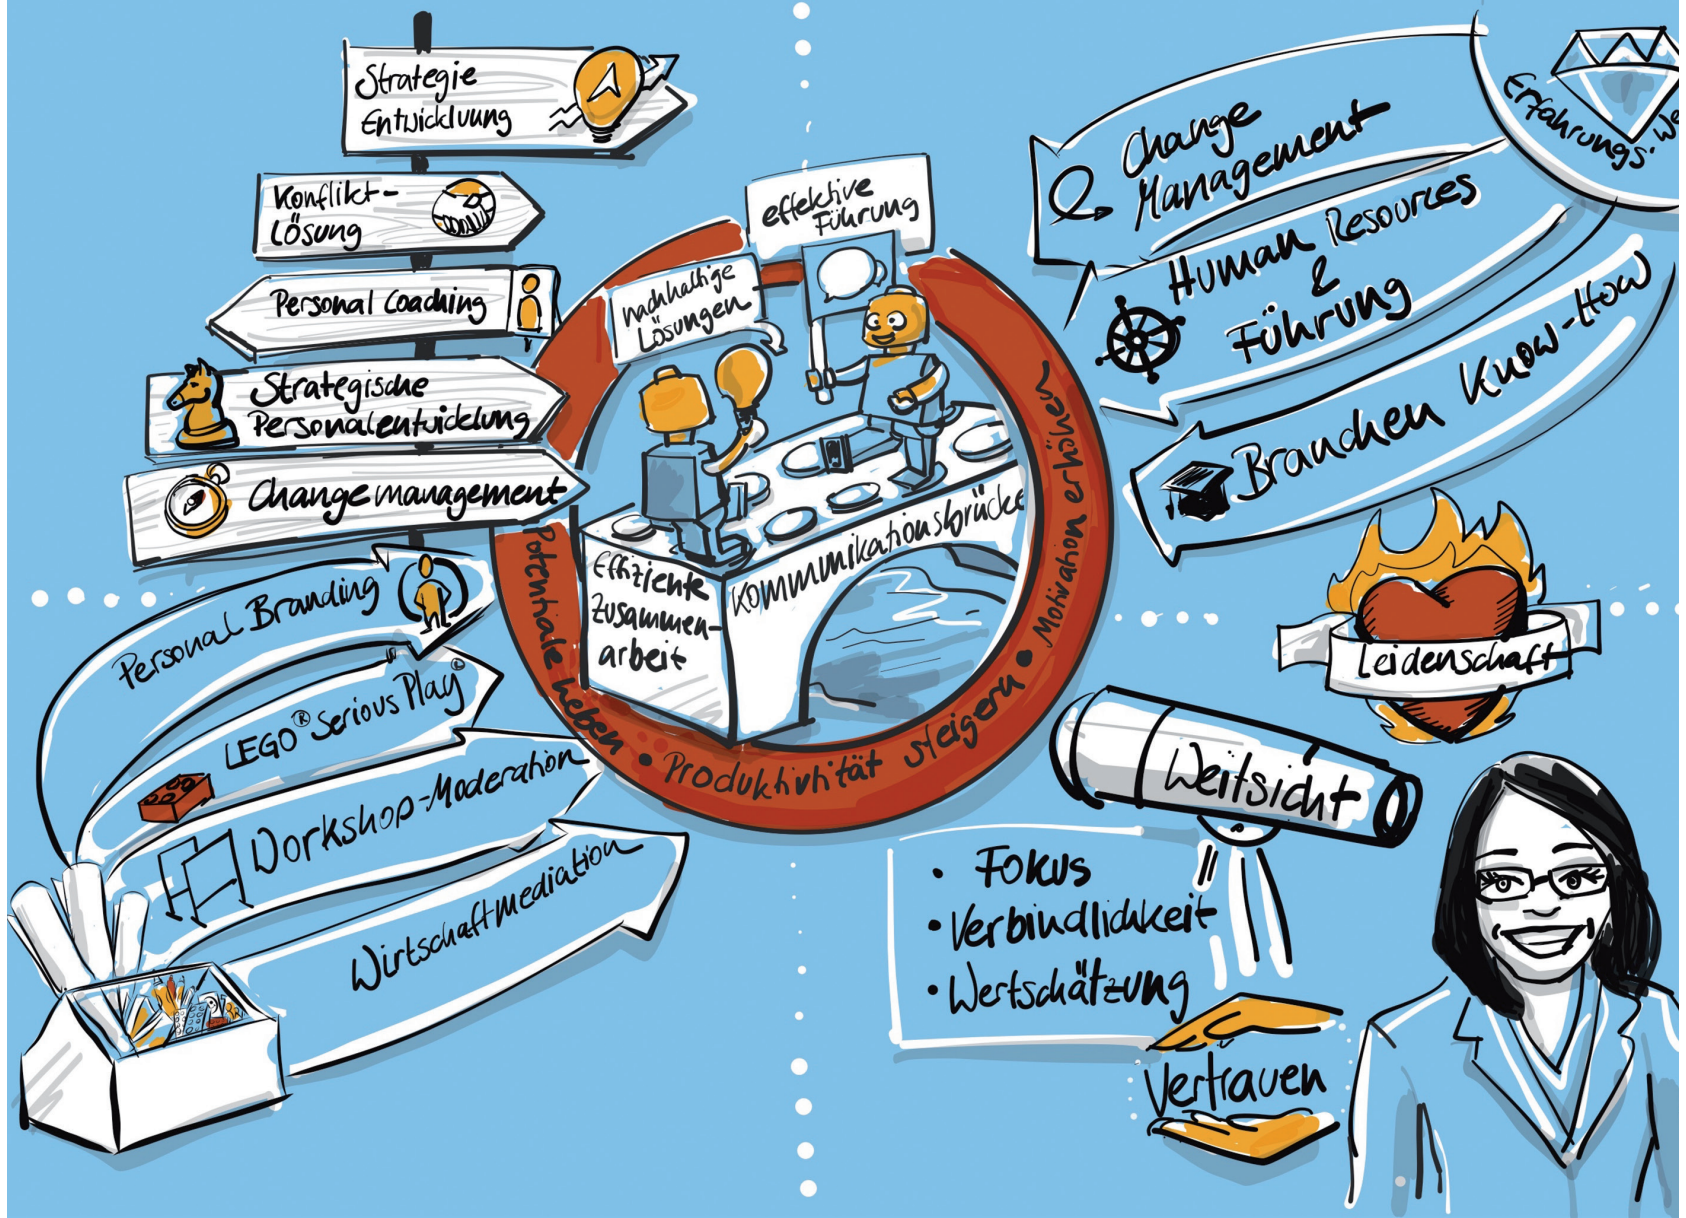 Strategie
Entwicklung
Konflikt-
Lösung
Personal Coaching
Strategische
Personalentwicklung
Changemanagement
effektive
Führung
nachhaltige
Lösungen
Effiziente
Zusammen-
arbeit
Kommunikationsbrücke
Potentiale heben • Produktivität steigern • Motivation erhöhen
Change
Management
Human Resources
&
Führung
Branchen Know-How
Erfahrungs-
Leidenschaft
Weitsicht
• Fokus
• Verbindlichkeit
• Wertschätzung
Vertrauen
Personal Branding
LEGO® Serious Play®
Workshop-Moderation
Wirtschaftmediation